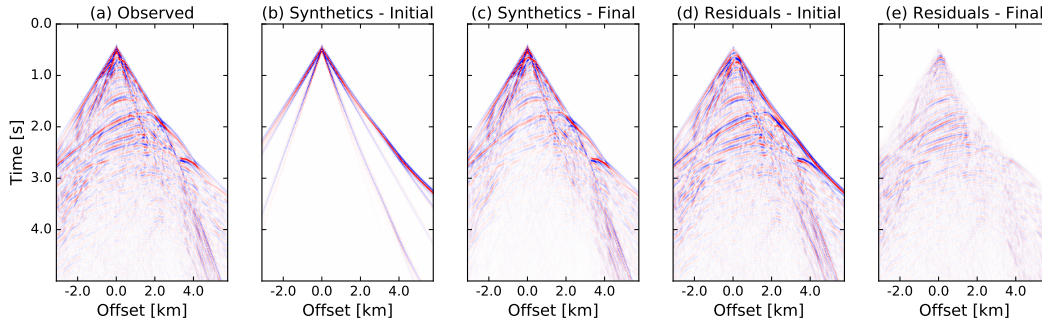 (a) Observed
(b) Synthetics - Initial
(c) Synthetics - Final
(d) Residuals - Initial
(e) Residuals - Final
0.0
1.0
2.0
3.0
4.0
Time [s]
-2.0 0.0 2.0 4.0
-2.0 0.0 2.0 4.0
-2.0 0.0 2.0 4.0
-2.0 0.0 2.0 4.0
-2.0 0.0 2.0 4.0
Offset [km]
Offset [km]
Offset [km]
Offset [km]
Offset [km]